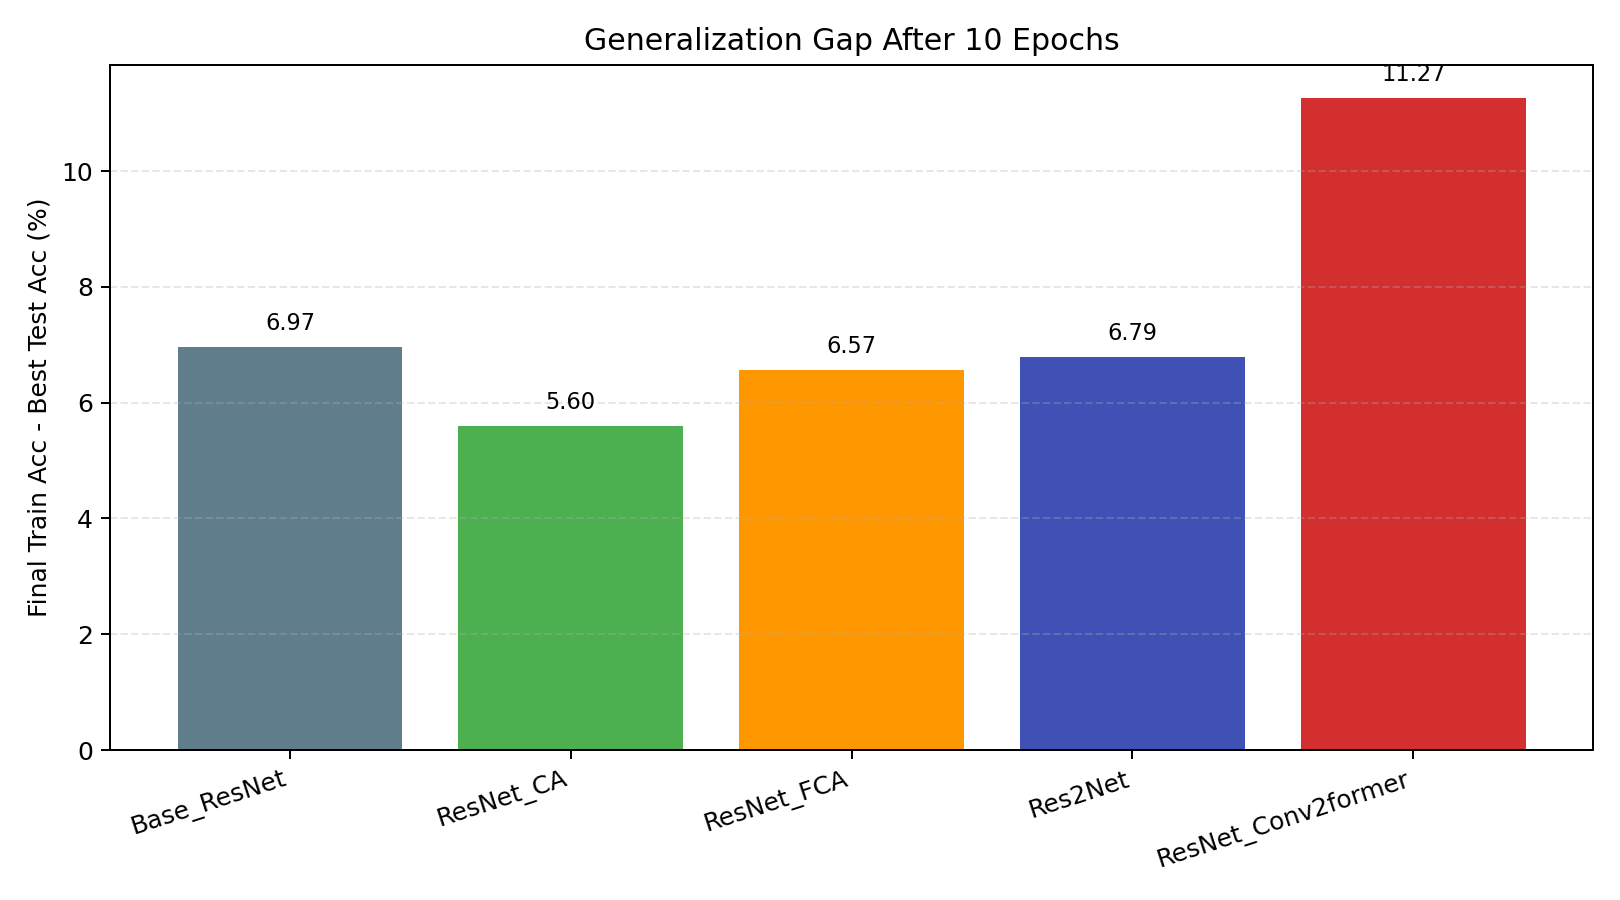 Generalization Gap After 10 Epochs
Final Train Acc - Best Test Acc (%)
10
8
6
4
2
0
6.97
5.60
6.57
6.79
11.27
Base_ResNet
ResNet_CA
ResNet_FCA
Res2Net
ResNet_Conv2former